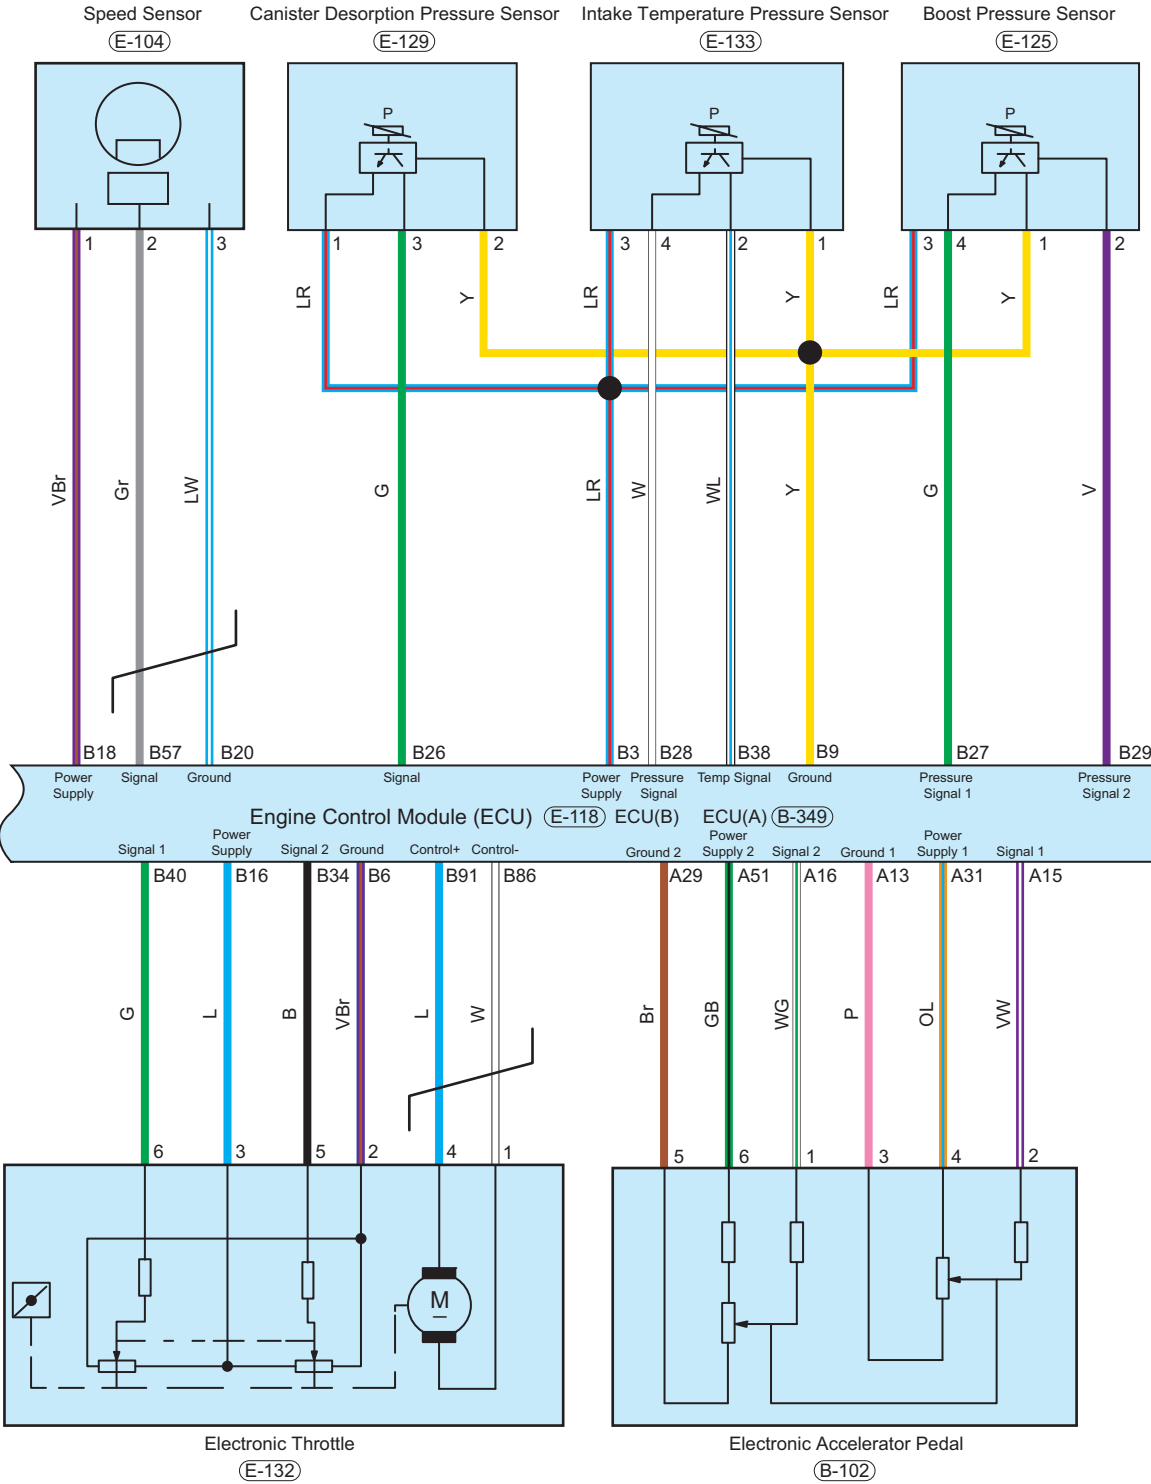 Speed Sensor
Canister Desorption Pressure Sensor
Intake Temperature Pressure Sensor
Boost Pressure Sensor
E-104
E-129
E-133
E-125
P
P
P
1 2 3
1 3 2
3 4 2 1
3 4 1 2
LR Y LR Y LR Y
VBr Gr LW G LR W WL Y G V
B18 B57 B20 B26 B3 B28 B38 B9 B27 B29
Power
Supply
Signal
Ground
Signal
Power
Supply
Pressure
Signal
Temp Signal
Ground
Pressure
Signal 1
Pressure
Signal 2
Engine Control Module (ECU) E-118 ECU(B) ECU(A) B-349
Signal 1
Power
Supply
Signal 2
Ground
Control+
Control-
Ground 2
Power
Supply 2
Signal 2
Ground 1
Power
Supply 1
Signal 1
B40 B16 B34 B6 B91 B86 A29 A51 A16 A13 A31 A15
G L B VBr L W Br GB WG P OL VW
6 3 5 2 4 1
5 6 1 3 4 2
M
Electronic Throttle
E-132
Electronic Accelerator Pedal
B-102